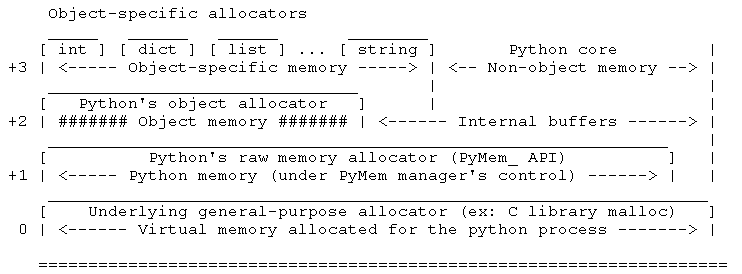 Object-specific allocators
[ int ] [ dict ] [ list ] ... [ string ] Python core |
+3 | <----- Object-specific memory -----> | <-- Non-object memory --> |
[ Python's object allocator ] | |
+2 | ####### Object memory ####### | <------ Internal buffers ------> |
[ Python's raw memory allocator (PyMem_ API) ] |
+1 | <----- Python memory (under PyMem manager's control) ------> | |
[ Underlying general-purpose allocator (ex: C library malloc) ]
0 | <------ Virtual memory allocated for the python process -------> |